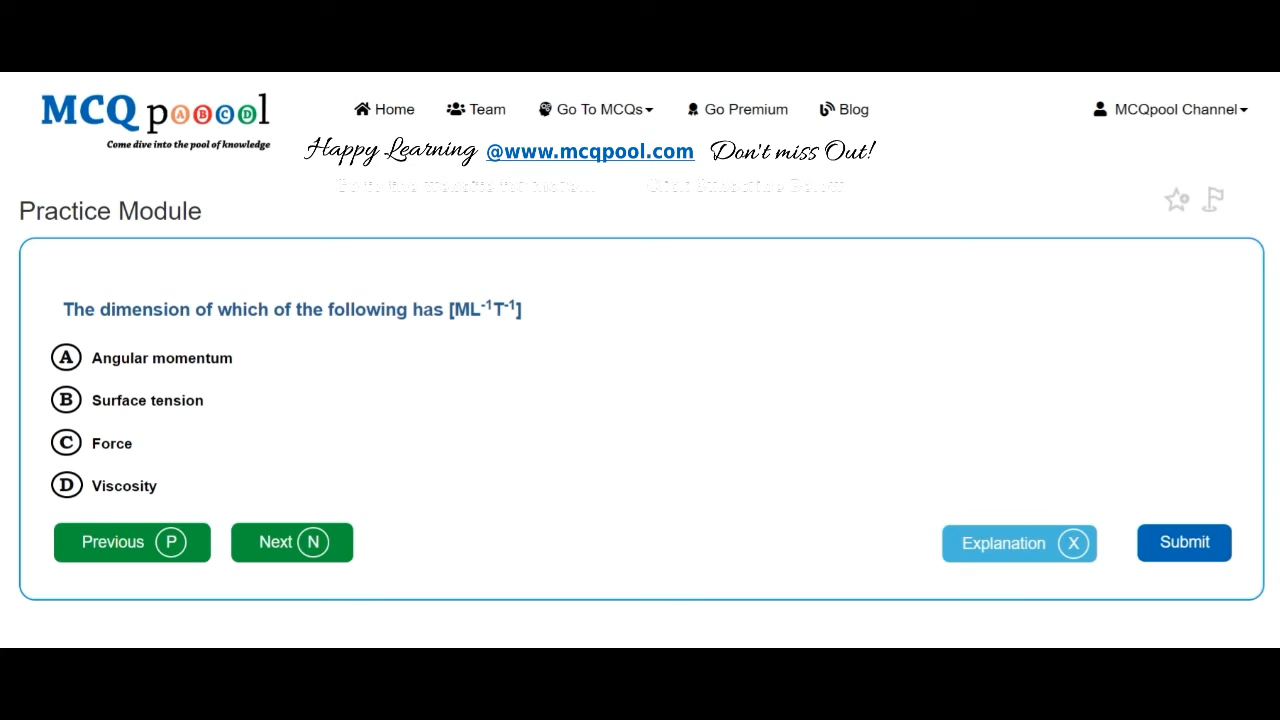 MCQ pooool
Come dive into the pool of knowledge
Home Team Go To MCQs Go Premium Blog MCQpool Channel
Happy Learning @www.mcqpool.com Don't miss Out!
Practice Module
The dimension of which of the following has [ML⁻¹T⁻¹]
A Angular momentum
B Surface tension
C Force
D Viscosity
Previous P Next N Explanation X Submit